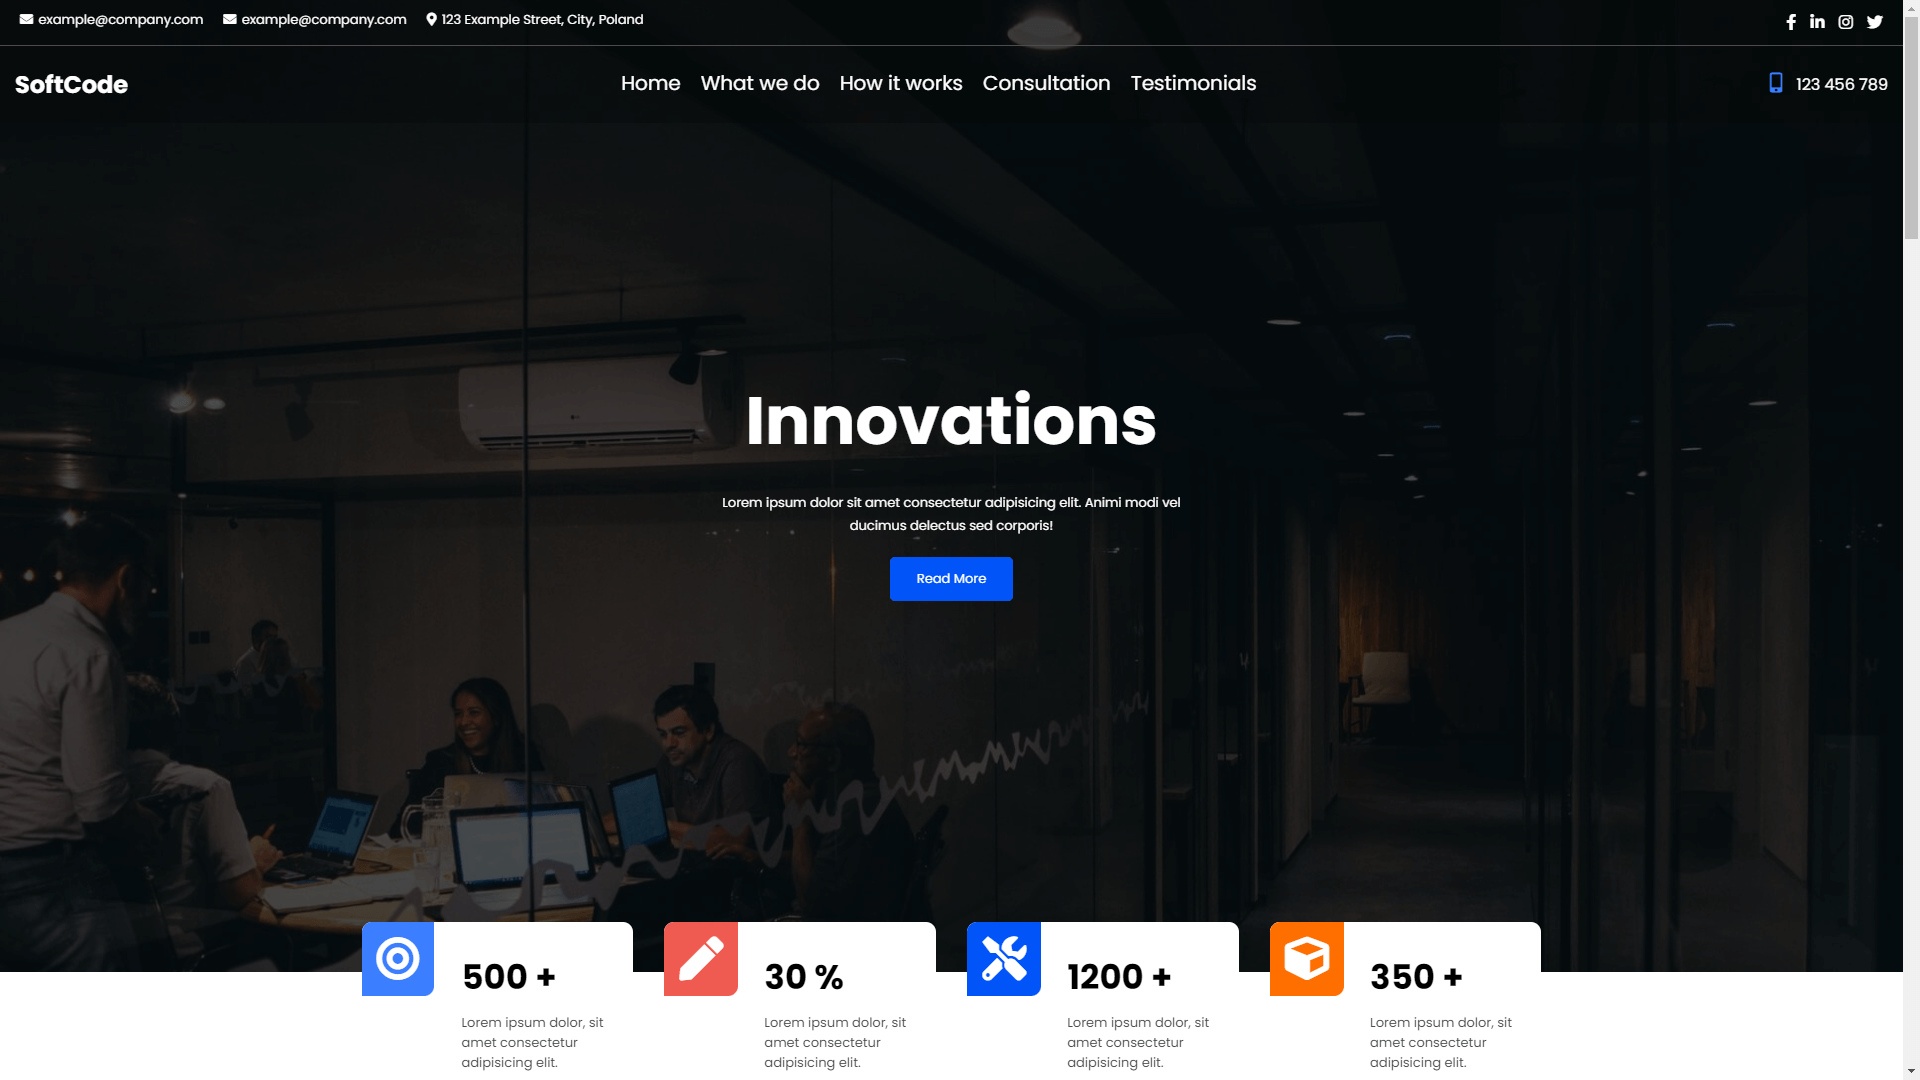 example@company.com example@company.com 123 Example Street, City, Poland
SoftCode Home What we do How it works Consultation Testimonials 123 456 789
Innovations
Lorem ipsum dolor sit amet consectetur adipisicing elit. Animi modi vel
ducimus delectus sed corporis!
Read More
500 +
Lorem ipsum dolor, sit
amet consectetur
adipisicing elit.
30 %
Lorem ipsum dolor, sit
amet consectetur
adipisicing elit.
1200 +
Lorem ipsum dolor, sit
amet consectetur
adipisicing elit.
350 +
Lorem ipsum dolor, sit
amet consectetur
adipisicing elit.